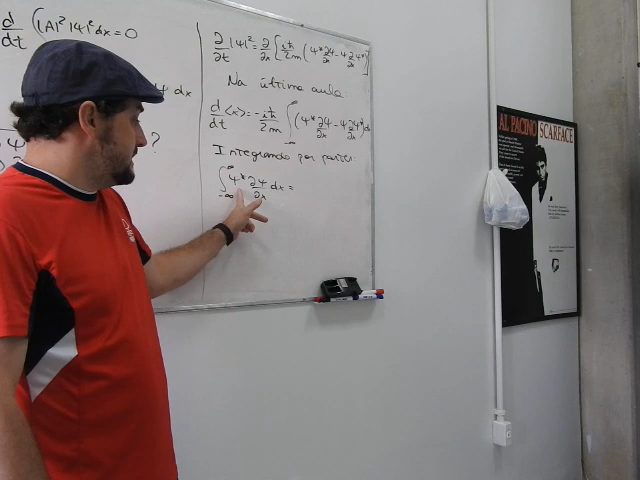 d/dt ∫|A|²|ψ|²dx = 0
ψ dx
?
∂/∂t |ψ|² = ∂/∂x [iħ/2m (ψ* ∂ψ/∂x - ψ ∂ψ*/∂x)]
Na última aula
d/dt <x> = -iħ/2m ∫_{-∞}^{∞} (ψ* ∂ψ/∂x - ψ ∂ψ*/∂x) dx
Integrando por partes:
∫_{-∞}^{∞} ψ* ∂ψ/∂x dx =
AL PACINO SCARFACE